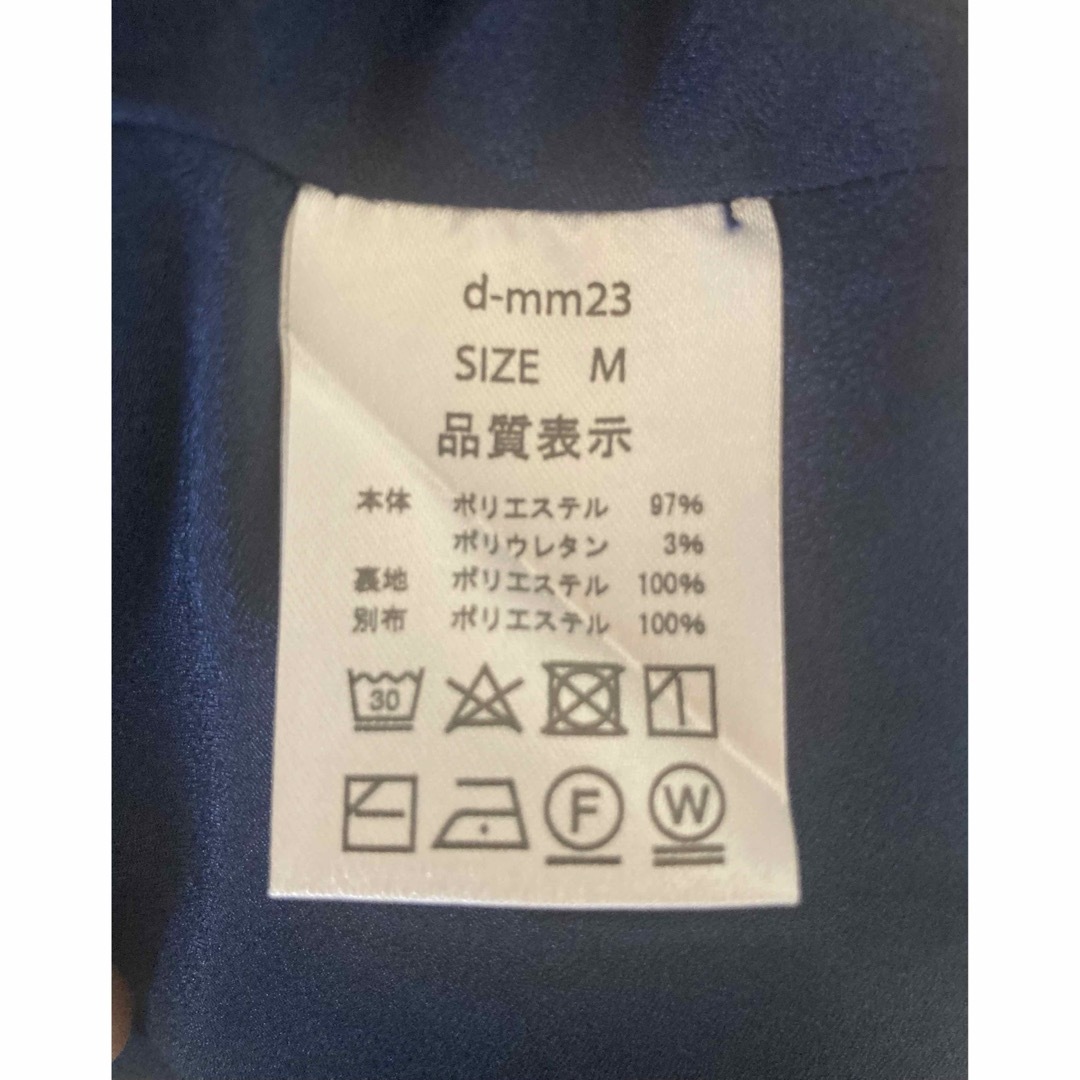 d-mm23
SIZE M
品質表示
本体 ポリエステル 97%
ポリウレタン 3%
裏地 ポリエステル 100%
別布 ポリエステル 100%
30
F W